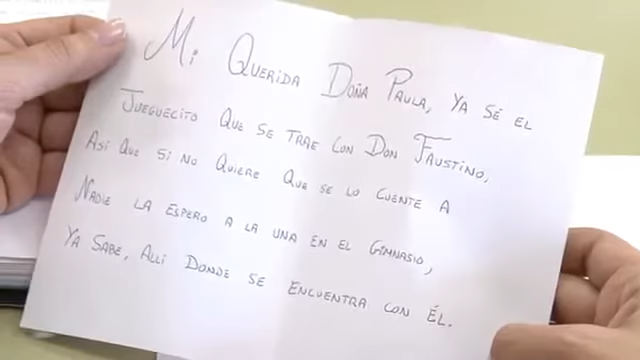 Mi Querida Doña Paula, ya sé el
Jueguecito Que se trae con Don Faustino,
Así Que si no Quiere Que se lo cuente a
Nadie la espero a la una en el gimnasio,
Ya Sabe, Allí Donde se encuentra con Él.